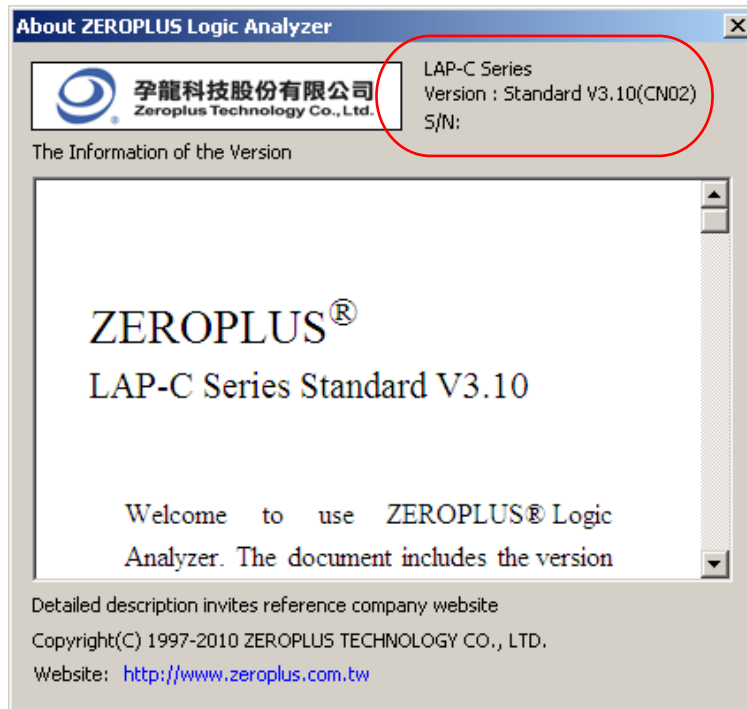 About ZEROPLUS Logic Analyzer
孕龍科技股份有限公司
Zeroplus Technology Co., Ltd.
LAP-C Series
Version : Standard V3.10(CN02)
S/N:
The Information of the Version
ZEROPLUS®
LAP-C Series Standard V3.10
Welcome to use ZEROPLUS® Logic
Analyzer. The document includes the version
Detailed description invites reference company website
Copyright(C) 1997-2010 ZEROPLUS TECHNOLOGY CO., LTD.
Website: http://www.zeroplus.com.tw